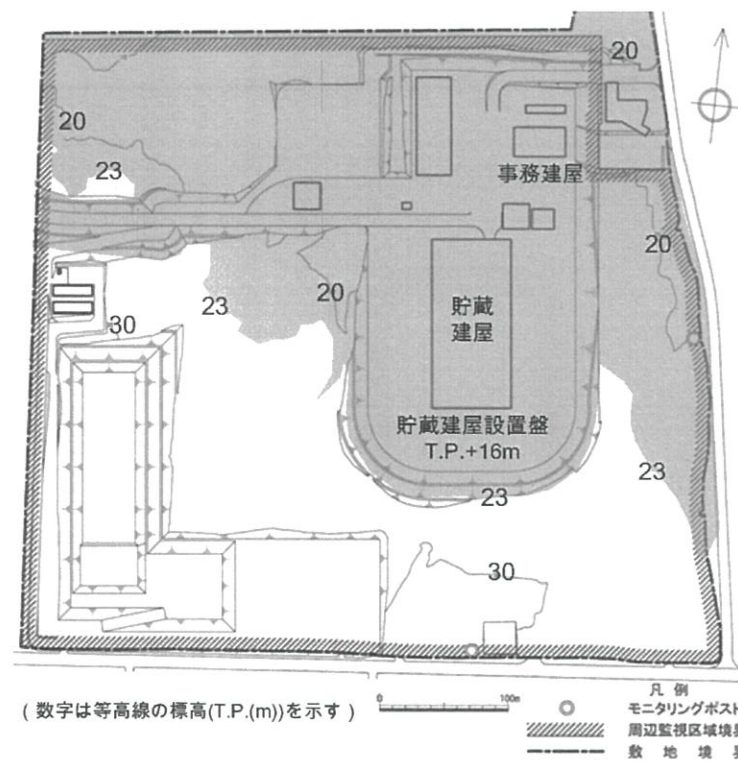 20
20
23
事務建屋
20
23
20
30
貯蔵
建屋
貯蔵建屋設置盤
T.P.+16m
23
23
30
(数字は等高線の標高(T.P.(m))を示す)
0 100m
凡 例
モニタリングポスト
周辺監視区域境界
敷 地 境 界